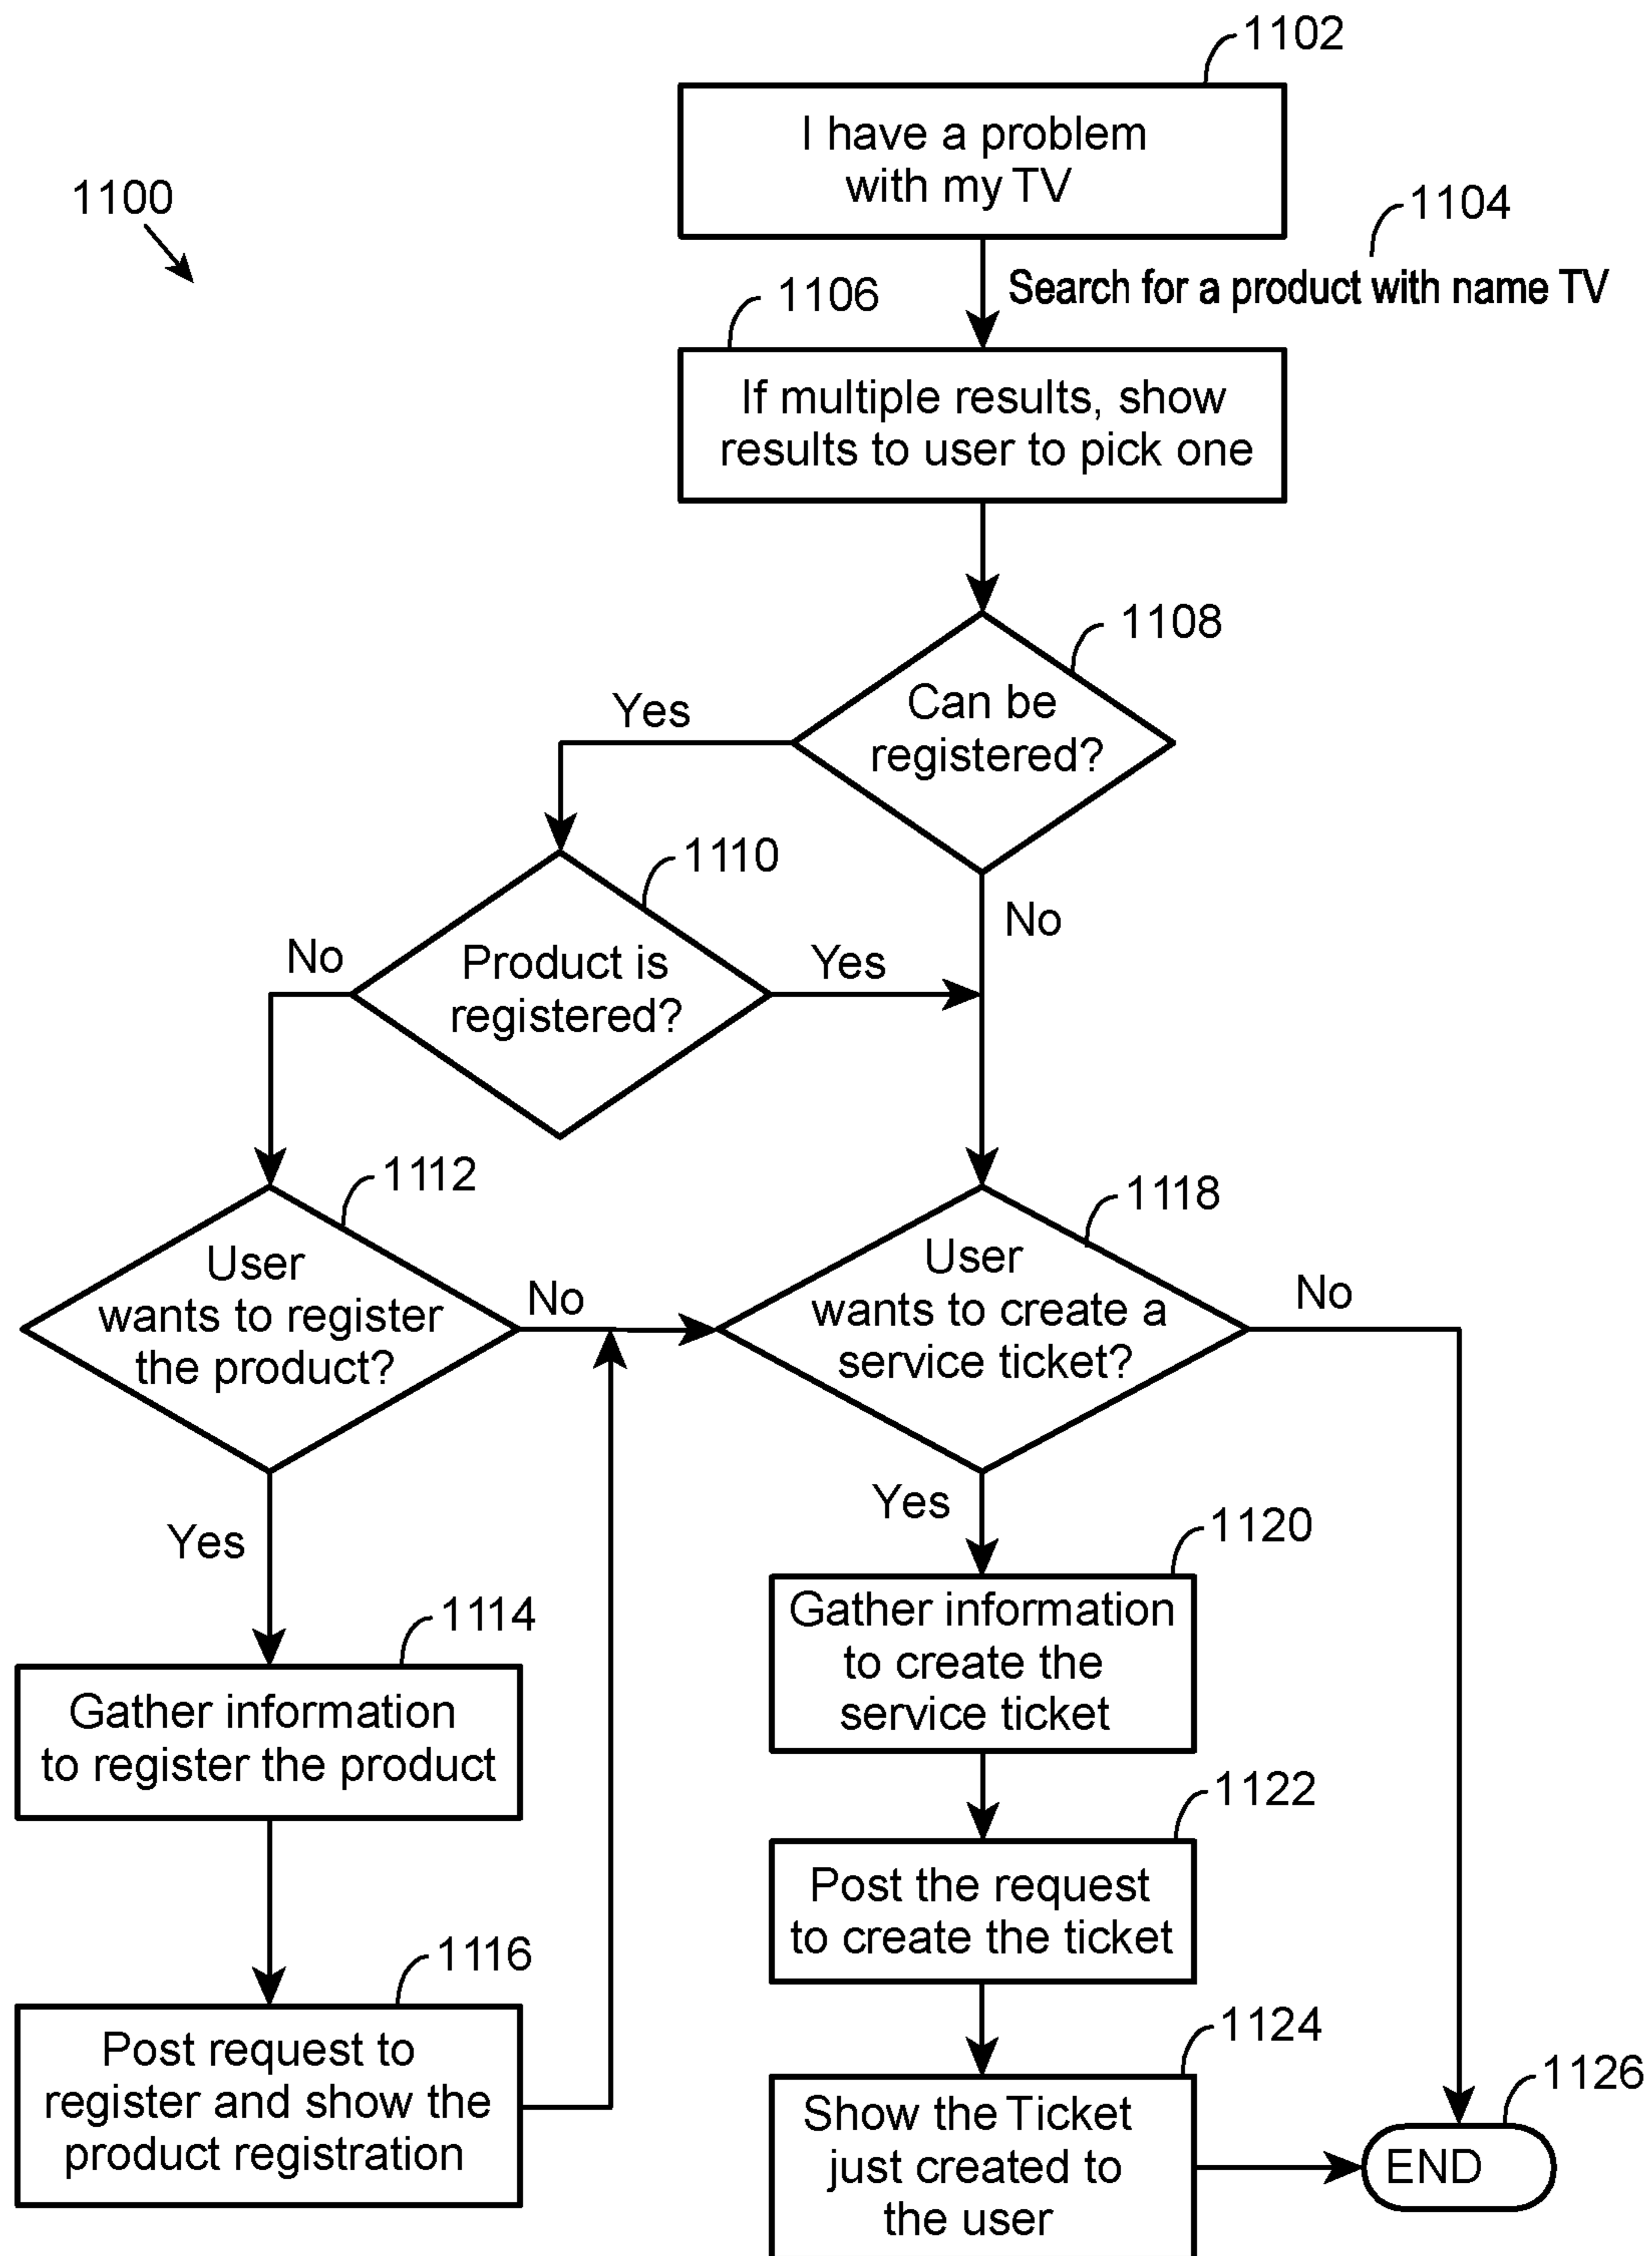 1102
I have a problem
with my TV
1100
1104
Search for a product with name TV
1106
If multiple results, show
results to user to pick one
1108
Can be
registered?
Yes
No
1110
Product is
registered?
No
Yes
1112
User
wants to register
the product?
No
Yes
1118
User
wants to create a
service ticket?
No
Yes
1114
Gather information
to register the product
1120
Gather information
to create the
service ticket
1116
Post request to
register and show the
product registration
1122
Post the request
to create the ticket
1124
Show the Ticket
just created to
the user
1126
END